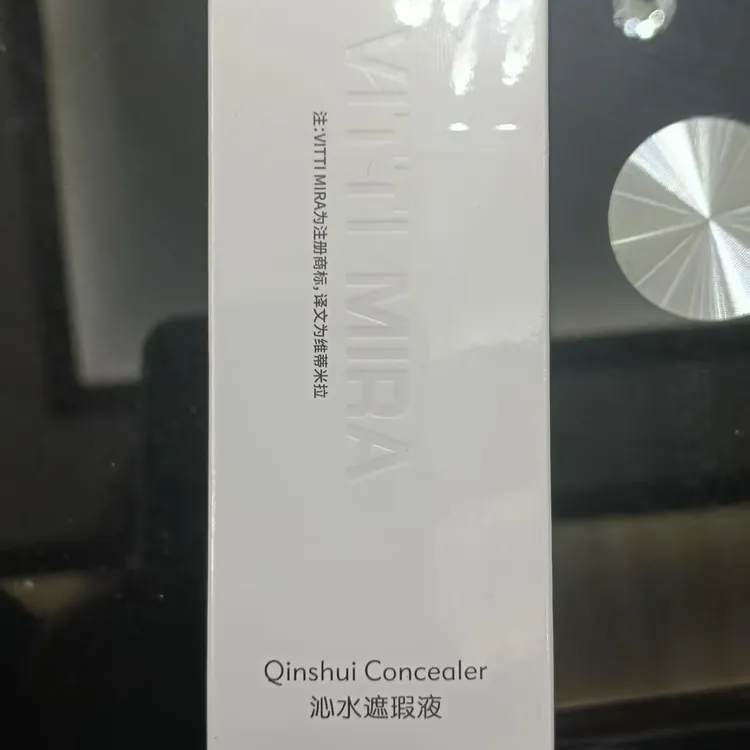 VITTI MIRA
注:VITTI MIRA为注册商标,译文为维蒂米拉
Qinshui Concealer
沁水遮瑕液